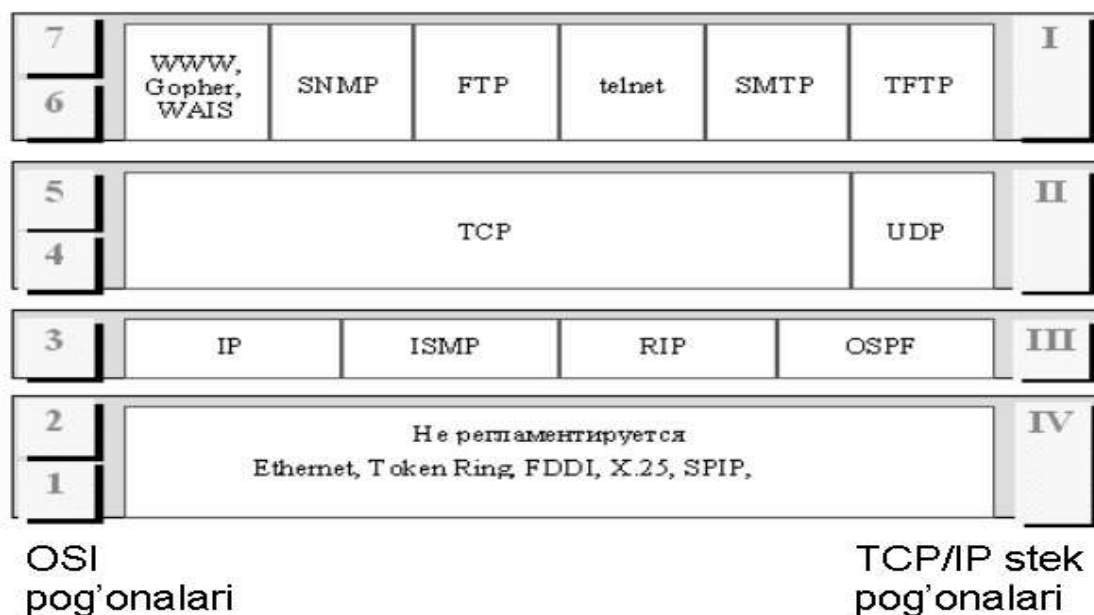 7
6
WWW,
Gopher,
WAIS
SNMP
FTP
telnet
SMTP
TFTP
I
5
4
TCP
UDP
II
3
IP
ISMP
RIP
OSPF
III
2
1
Не регламентируется
Ethernet, Token Ring, FDDI, X.25, SPIP,
IV
OSI
pog'onalari
TCP/IP stek
pog'onalari